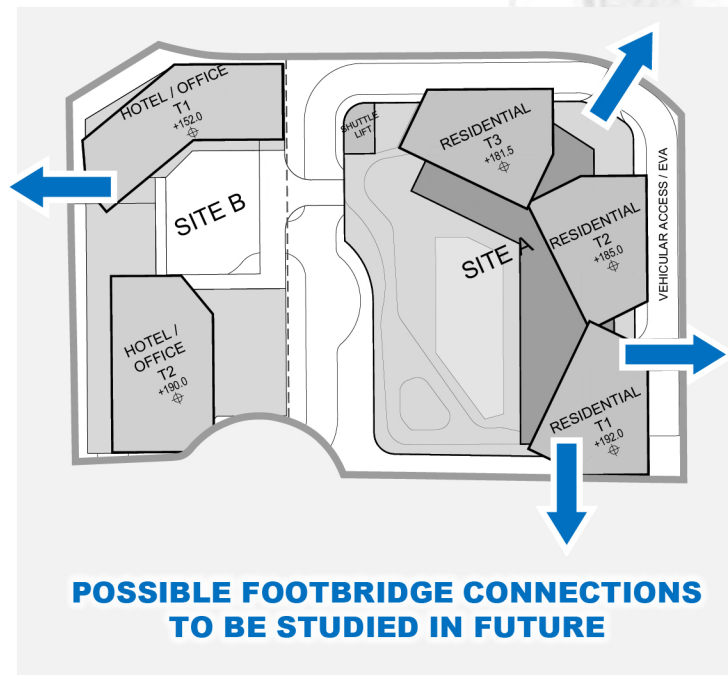 HOTEL / OFFICE
T1
+152.0
SHUTTLE
LIFT
RESIDENTIAL
T3
+181.5
VEHICULAR ACCESS / EVA
SITE B
SITE A
RESIDENTIAL
T2
+185.0
HOTEL /
OFFICE
T2
+190.0
RESIDENTIAL
T1
+192.0
POSSIBLE FOOTBRIDGE CONNECTIONS
TO BE STUDIED IN FUTURE